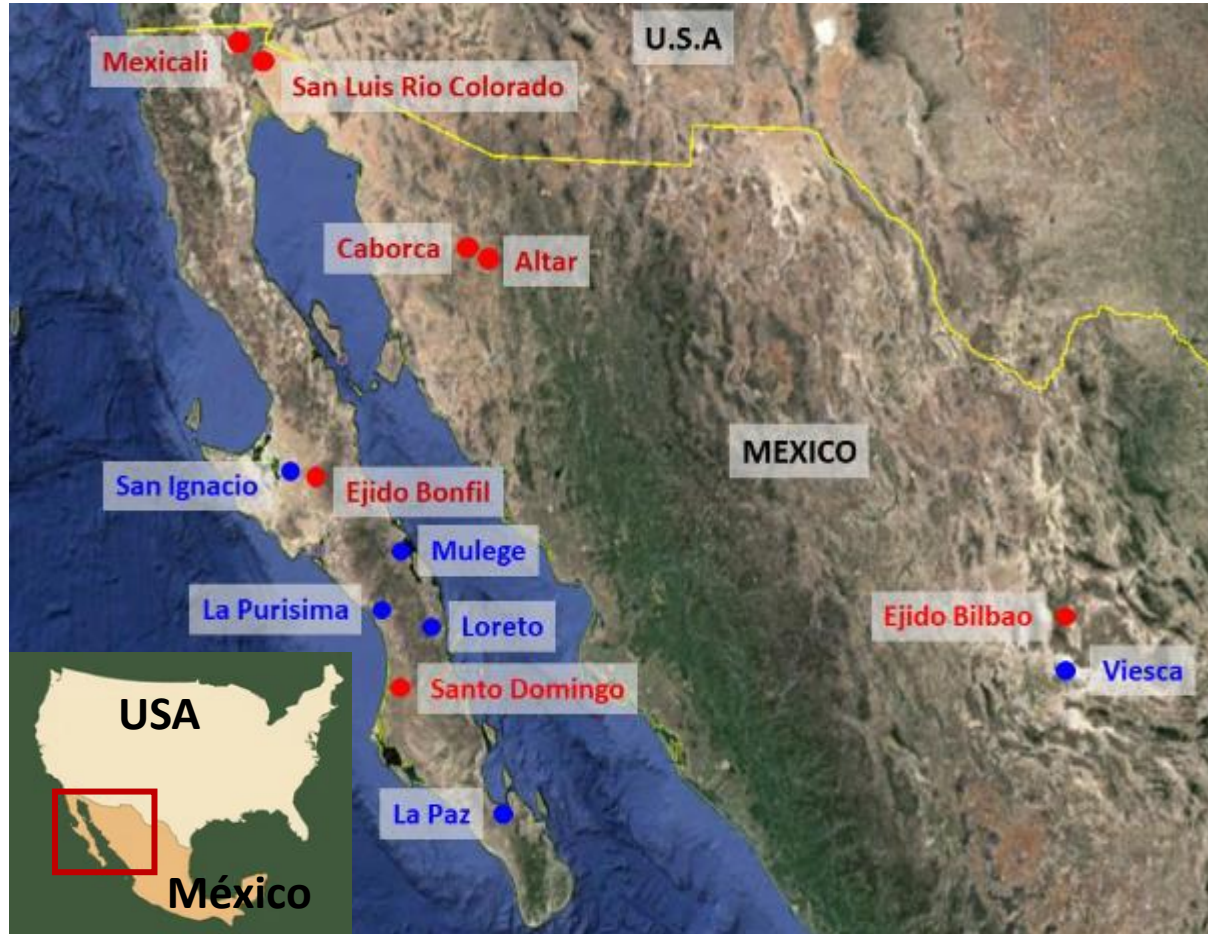 U.S.A
Mexicali
San Luis Rio Colorado
Caborca
Altar
MEXICO
San Ignacio
Ejido Bonfil
Mulege
La Purisima
Loreto
Ejido Bilbao
Viesca
Santo Domingo
La Paz
USA
México